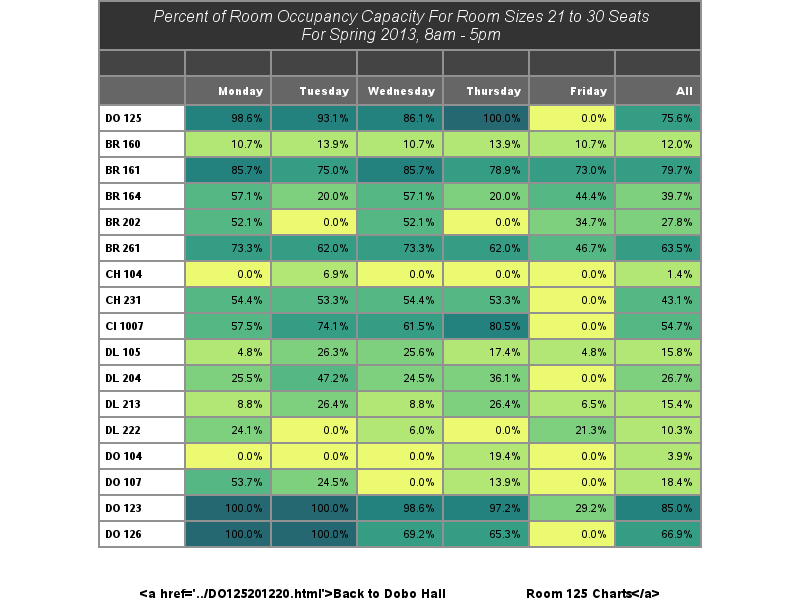 Percent of Room Occupancy Capacity For Room Sizes 21 to 30 Seats
For Spring 2013, 8am - 5pm
Monday Tuesday Wednesday Thursday Friday All
DO 125 98.6% 93.1% 86.1% 100.0% 0.0% 75.6%
BR 160 10.7% 13.9% 10.7% 13.9% 10.7% 12.0%
BR 161 85.7% 75.0% 85.7% 78.9% 73.0% 79.7%
BR 164 57.1% 20.0% 57.1% 20.0% 44.4% 39.7%
BR 202 52.1% 0.0% 52.1% 0.0% 34.7% 27.8%
BR 261 73.3% 62.0% 73.3% 62.0% 46.7% 63.5%
CH 104 0.0% 6.9% 0.0% 0.0% 0.0% 1.4%
CH 231 54.4% 53.3% 54.4% 53.3% 0.0% 43.1%
CI 1007 57.5% 74.1% 61.5% 80.5% 0.0% 54.7%
DL 105 4.8% 26.3% 25.6% 17.4% 4.8% 15.8%
DL 204 25.5% 47.2% 24.5% 36.1% 0.0% 26.7%
DL 213 8.8% 26.4% 8.8% 26.4% 6.5% 15.4%
DL 222 24.1% 0.0% 6.0% 0.0% 21.3% 10.3%
DO 104 0.0% 0.0% 0.0% 19.4% 0.0% 3.9%
DO 107 53.7% 24.5% 0.0% 13.9% 0.0% 18.4%
DO 123 100.0% 100.0% 98.6% 97.2% 29.2% 85.0%
DO 126 100.0% 100.0% 69.2% 65.3% 0.0% 66.9%
<a href='../DO125201220.html'>Back to Dobo Hall Room 125 Charts</a>